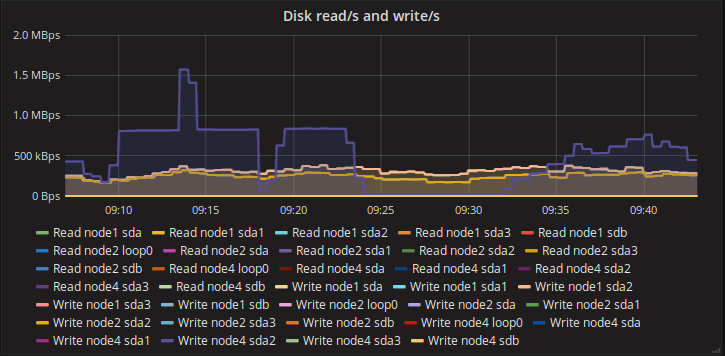 Disk read/s and write/s
2.0 MBps
1.5 MBps
1.0 MBps
500 kBps
0 Bps
09:10 09:15 09:20 09:25 09:30 09:35 09:40
Read node1 sda Read node1 sda1 Read node1 sda2 Read node1 sda3 Read node1 sdb
Read node2 loop0 Read node2 sda Read node2 sda1 Read node2 sda2 Read node2 sda3
Read node2 sdb Read node4 loop0 Read node4 sda Read node4 sda1 Read node4 sda2
Read node4 sda3 Read node4 sdb Write node1 sda Write node1 sda1 Write node1 sda2
Write node1 sda3 Write node1 sdb Write node2 loop0 Write node2 sda Write node2 sda1
Write node2 sda2 Write node2 sda3 Write node2 sdb Write node4 loop0 Write node4 sda
Write node4 sda1 Write node4 sda2 Write node4 sda3 Write node4 sdb